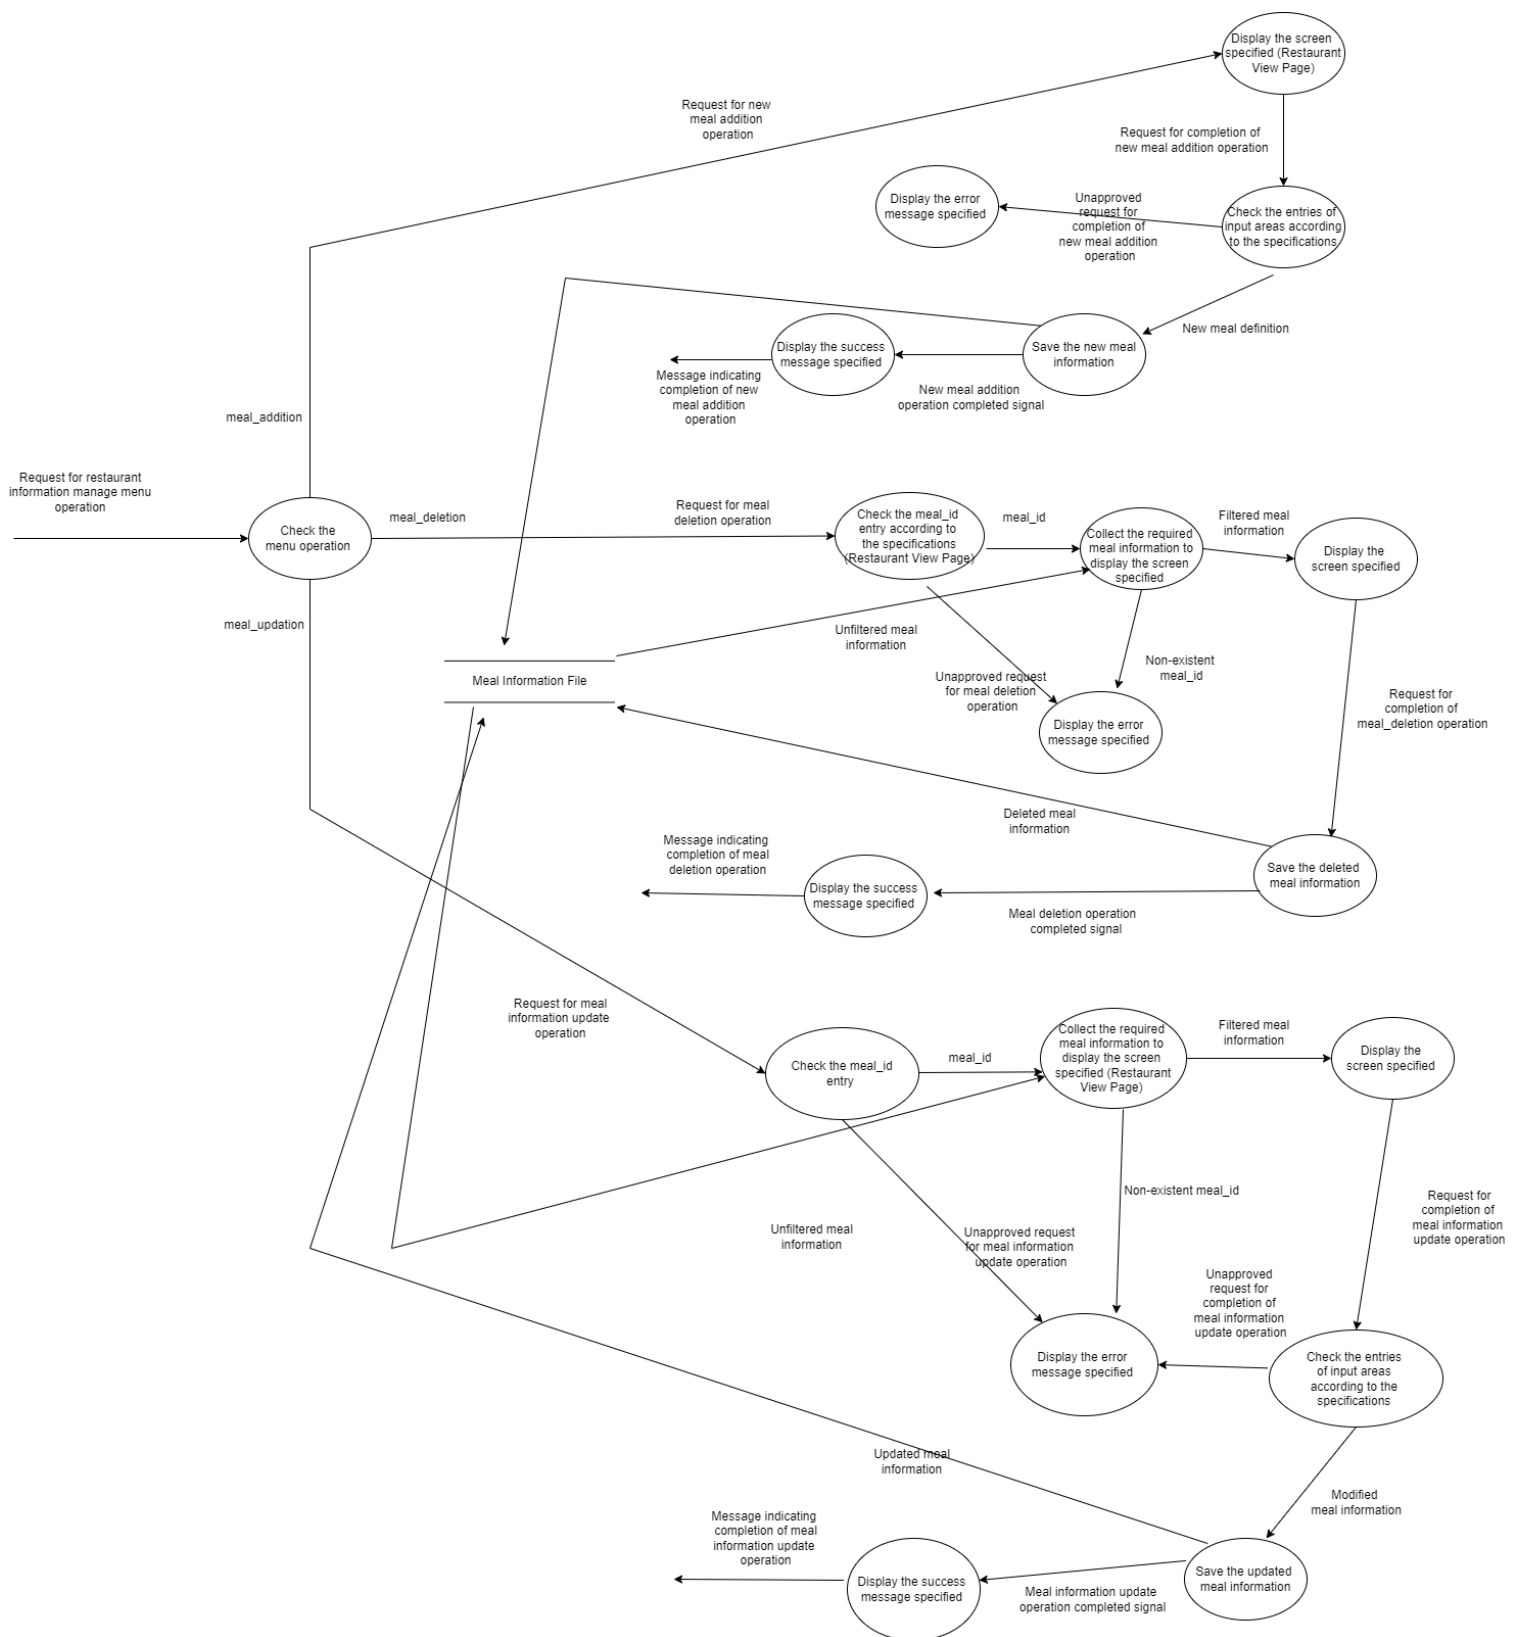 Display the screen
specified (Restaurant
View Page)
Request for new
meal addition
operation
Request for completion of
new meal addition operation
Display the error
message specified
Unapproved
request for
completion of
new meal addition
operation
Check the entries of
input areas according
to the specifications
New meal definition
Display the success
message specified
Save the new meal
information
Message indicating
completion of new
meal addition
operation
New meal addition
operation completed signal
meal_addition
Request for restaurant
information manage menu
operation
Check the
menu operation
meal_deletion
Request for meal
deletion operation
Check the meal_id
entry according to
the specifications
(Restaurant View Page)
meal_id
Collect the required
meal information to
display the screen
specified
Filtered meal
information
Display the
screen specified
meal_updation
Unfiltered meal
information
Meal Information File
Unapproved request
for meal deletion
operation
Non-existent
meal_id
Request for
completion of
meal_deletion operation
Display the error
message specified
Deleted meal
information
Message indicating
completion of meal
deletion operation
Display the success
message specified
Save the deleted
meal information
Meal deletion operation
completed signal
Request for meal
information update
operation
Check the meal_id
entry
meal_id
Collect the required
meal information to
display the screen
specified (Restaurant
View Page)
Filtered meal
information
Display the
screen specified
Non-existent meal_id
Request for
completion of
meal information
update operation
Unfiltered meal
information
Unapproved request
for meal information
update operation
Unapproved
request for
completion of
meal information
update operation
Display the error
message specified
Check the entries
of input areas
according to the
specifications
Updated meal
information
Modified
meal information
Message indicating
completion of meal
information update
operation
Display the success
message specified
Meal information update
operation completed signal
Save the updated
meal information